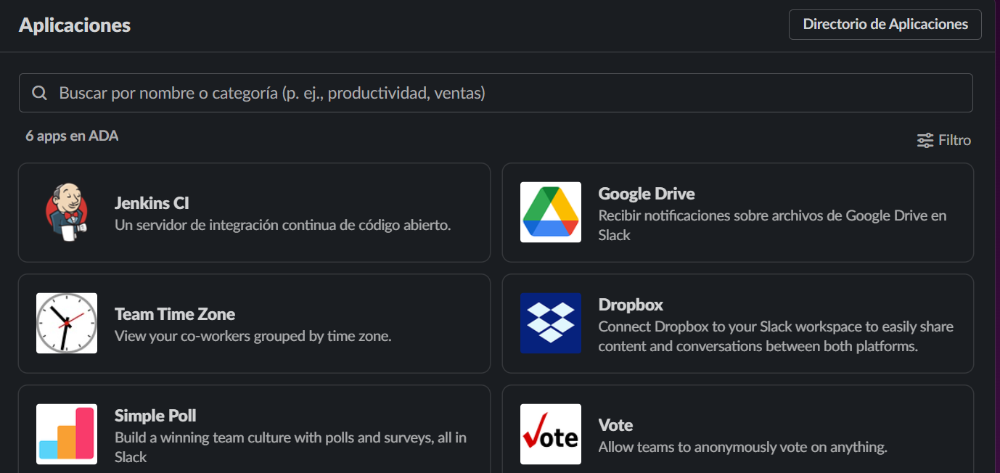 Aplicaciones
Directorio de Aplicaciones
Buscar por nombre o categoría (p. ej., productividad, ventas)
6 apps en ADA
Filtro
Jenkins CI
Un servidor de integración continua de código abierto.
Google Drive
Recibir notificaciones sobre archivos de Google Drive en
Slack
Team Time Zone
View your co-workers grouped by time zone.
Dropbox
Connect Dropbox to your Slack workspace to easily share
content and conversations between both platforms.
Simple Poll
Build a winning team culture with polls and surveys, all in
Slack
Vote
Vote
Allow teams to anonymously vote on anything.